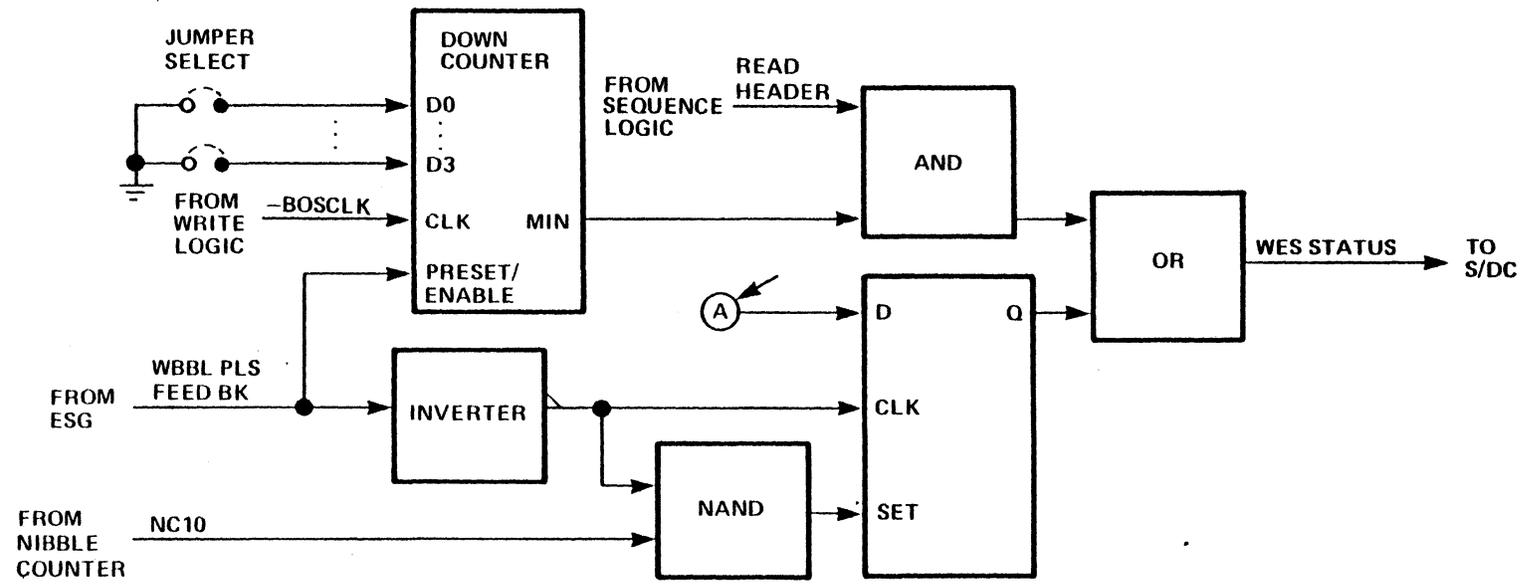 JUMPER
SELECT
DOWN
COUNTER
D0
D3
FROM
WRITE
LOGIC
–BOSCLK
CLK
MIN
PRESET/
ENABLE
FROM
SEQUENCE
LOGIC
READ
HEADER
AND
OR
WES STATUS
TO
S/DC
A
D
Q
CLK
SET
FROM
ESG
WBBL PLS
FEED BK
INVERTER
NAND
FROM
NIBBLE
COUNTER
NC10